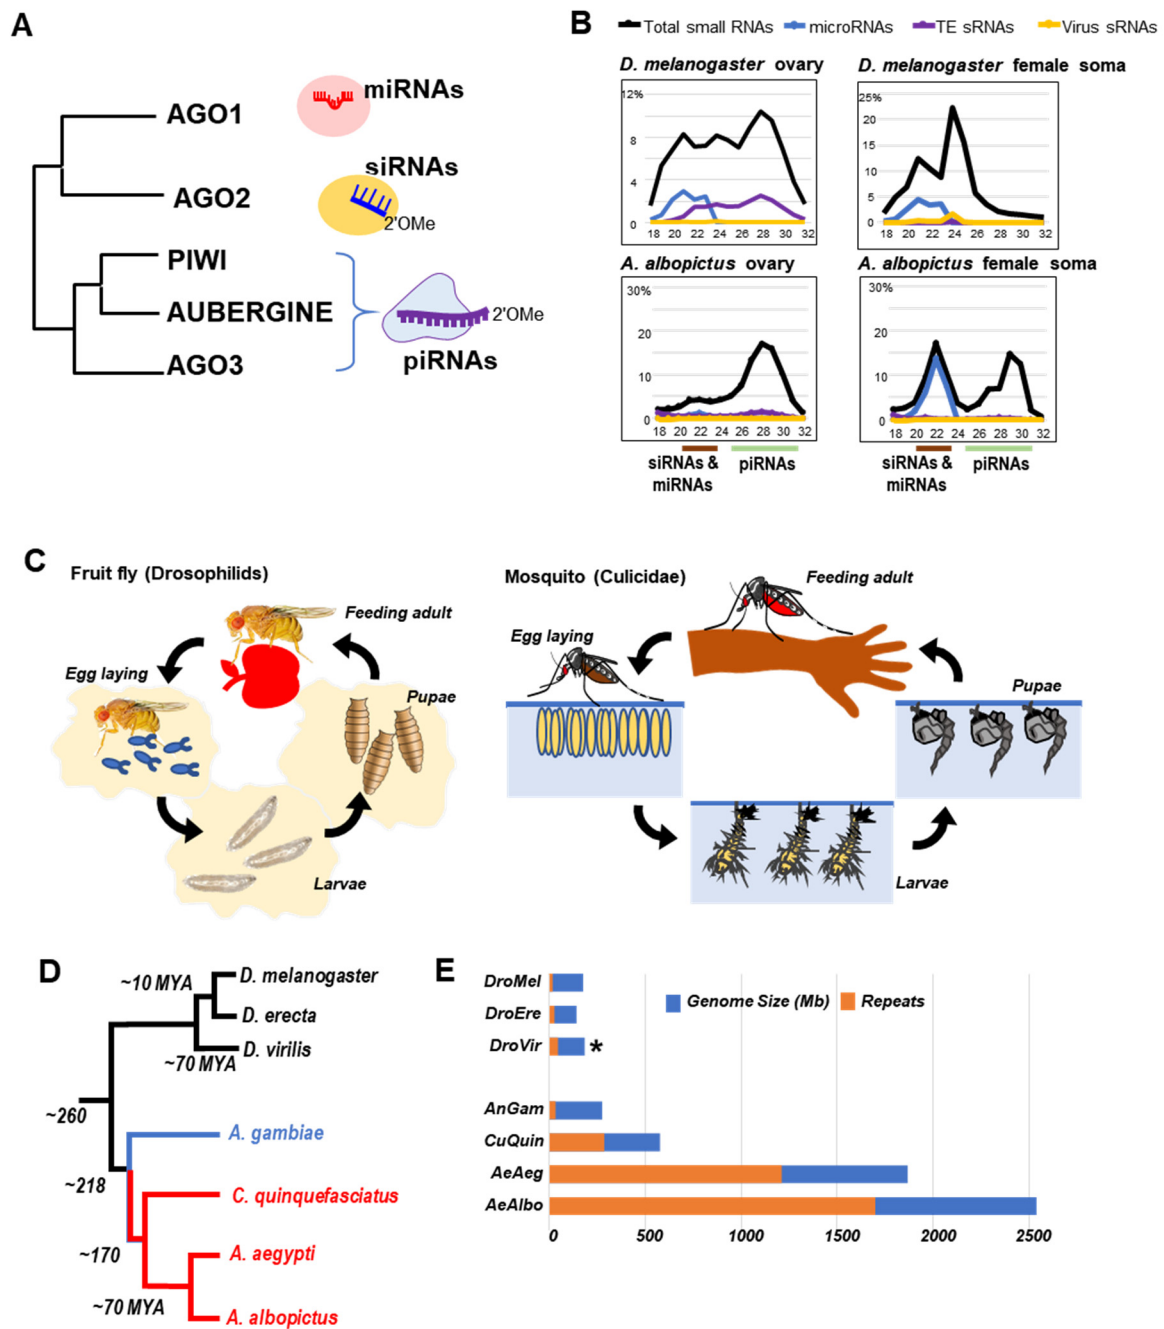 A
AGO1
miRNAs
AGO2
siRNAs
2'OMe
PIWI
AUBERGINE
AGO3
2'OMe
piRNAs
B
Total small RNAs
microRNAs
TE sRNAs
Virus sRNAs
D. melanogaster ovary
12%
8
4
0
18 20 22 24 26 28 30 32
D. melanogaster female soma
25%
20
15
10
5
0
18 20 22 24 26 28 30 32
A. albopictus ovary
30%
20
10
0
18 20 22 24 26 28 30 32
siRNAs &
miRNAs
piRNAs
A. albopictus female soma
30%
20
10
0
18 20 22 24 26 28 30 32
siRNAs &
miRNAs
piRNAs
C
Fruit fly (Drosophilids)
Feeding adult
Egg laying
Pupae
Larvae
Mosquito (Culicidae)
Feeding adult
Egg laying
Pupae
Larvae
D
~10 MYA
D. melanogaster
D. erecta
D. virilis
~70 MYA
~260
A. gambiae
~218
C. quinquefasciatus
~170
A. aegypti
~70 MYA
A. albopictus
E
DroMel
Genome Size (Mb)
Repeats
DroEre
DroVir
*
AnGam
CuQuin
AeAeg
AeAlbo
0 500 1000 1500 2000 2500